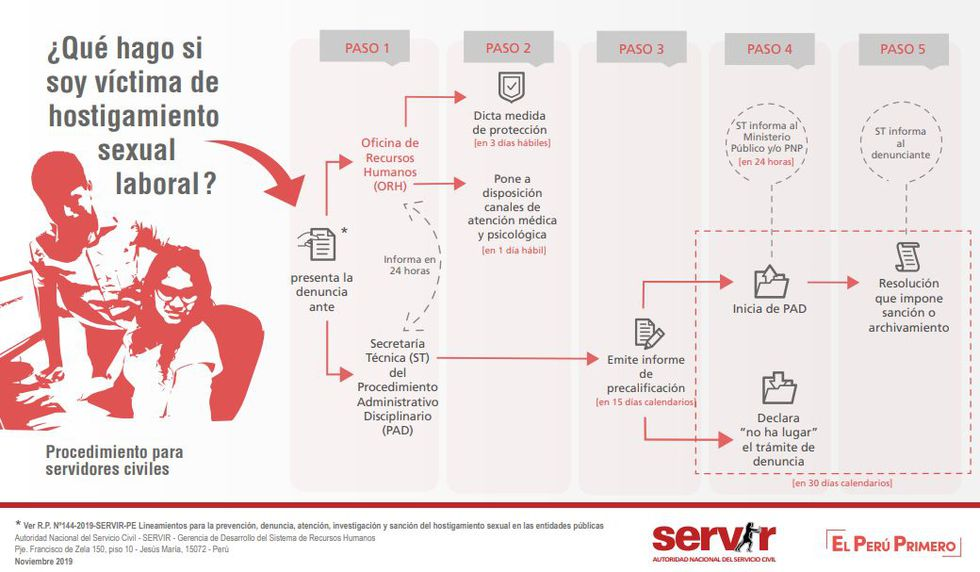 ¿Qué hago si
soy víctima de
hostigamiento
sexual
laboral?
Procedimiento para
servidores civiles
PASO 1
*
presenta la
denuncia
ante
Oficina de
Recursos
Humanos
(ORH)
Informa en
24 horas
Secretaría
Técnica (ST)
del
Procedimiento
Administrativo
Disciplinario
(PAD)
PASO 2
Dicta medida
de protección
[en 3 días hábiles]
Pone a
disposición
canales de
atención médica
y psicológica
[en 1 día hábil]
PASO 3
Emite informe
de
precalificación
[en 15 días calendarios]
PASO 4
ST informa al
Ministerio
Público y/o PNP
[en 24 horas]
Inicia de PAD
Declara
“no ha lugar”
el trámite de
denuncia
PASO 5
ST informa
al
denunciante
Resolución
que impone
sanción o
archivamiento
[en 30 días calendarios]
* Ver R.P. Nº144-2019-SERVIR-PE Lineamientos para la prevención, denuncia, atención, investigación y sanción del hostigamiento sexual en las entidades públicas
Autoridad Nacional del Servicio Civil - SERVIR - Gerencia de Desarrollo del Sistema de Recursos Humanos
Pje. Francisco de Zela 150, piso 10 - Jesús María, 15072 - Perú
Noviembre 2019
servir
AUTORIDAD NACIONAL DEL SERVICIO CIVIL
EL PERÚ PRIMERO